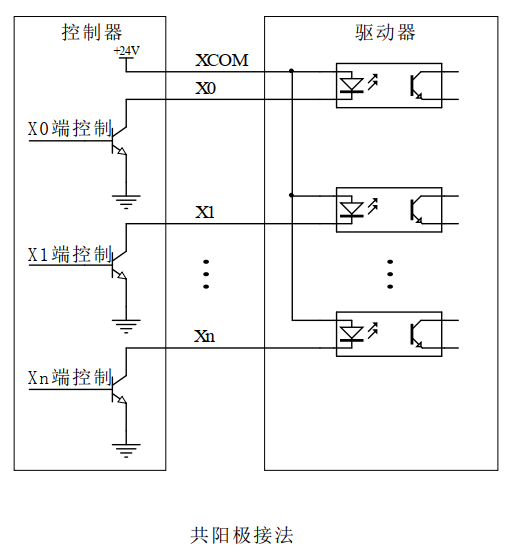 控制器
驱动器
+24V
XCOM
X0
X0端控制
X1
X1端控制
Xn
Xn端控制
共阳极接法